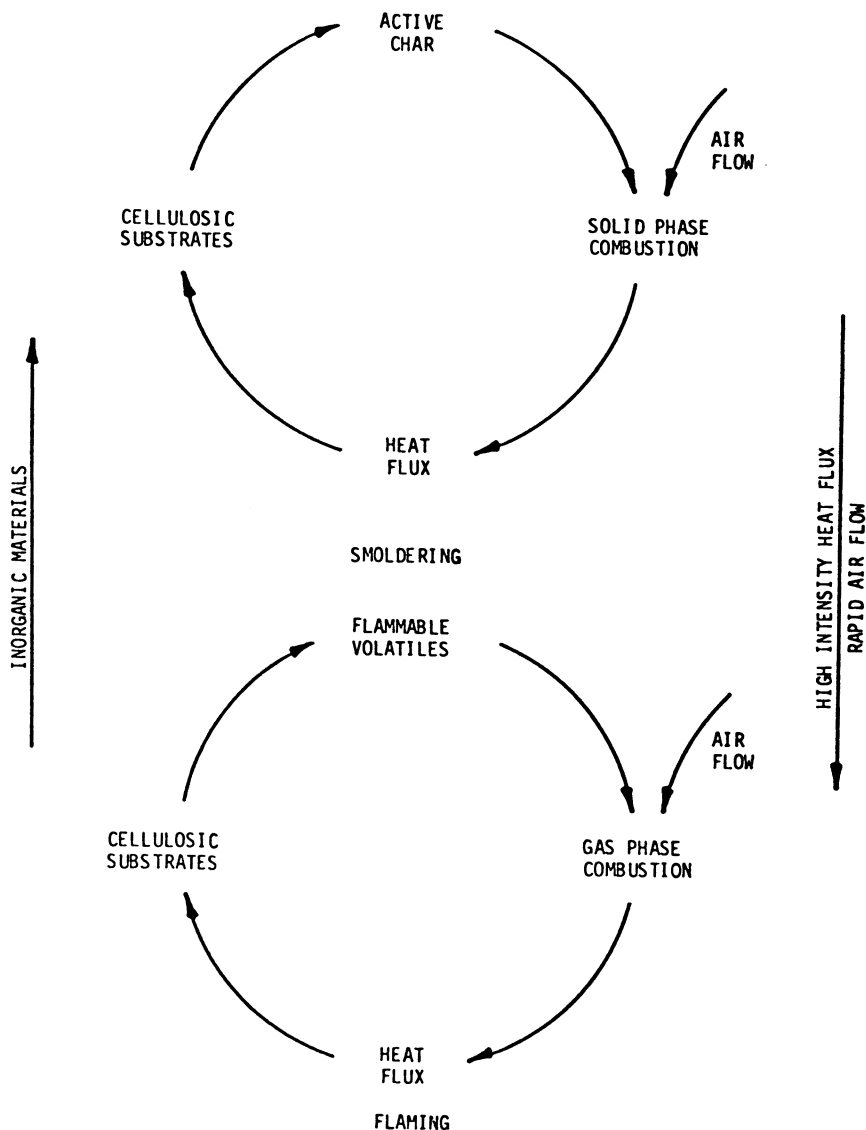 ACTIVE
CHAR
AIR
FLOW
CELLULOSIC
SUBSTRATES
SOLID PHASE
COMBUSTION
HEAT
FLUX
SMOLDERING
INORGANIC MATERIALS
HIGH INTENSITY HEAT FLUX
RAPID AIR FLOW
FLAMMABLE
VOLATILES
AIR
FLOW
CELLULOSIC
SUBSTRATES
GAS PHASE
COMBUSTION
HEAT
FLUX
FLAMING